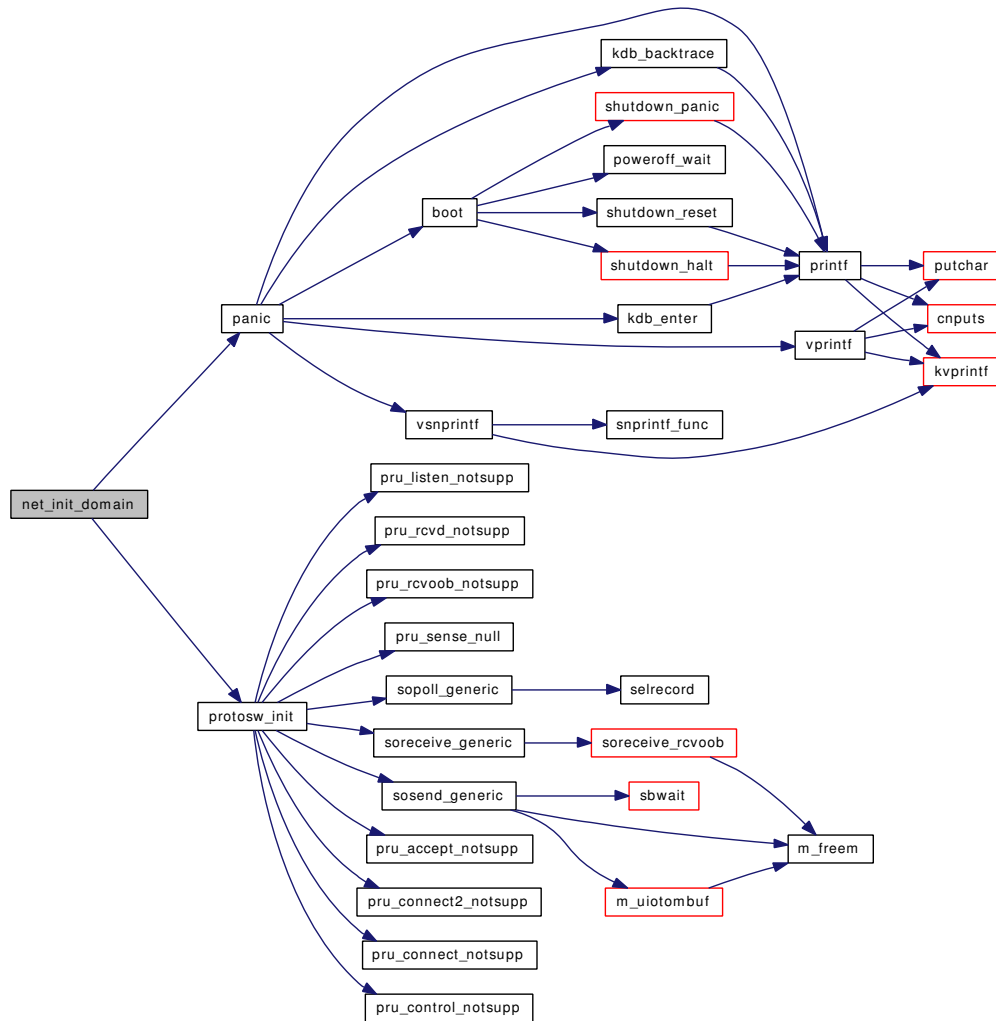 kdb_backtrace
shutdown_panic
poweroff_wait
boot
shutdown_reset
shutdown_halt
printf
putchar
panic
kdb_enter
cnputs
vprintf
kvprintf
vsnprintf
snprintf_func
pru_listen_notsupp
net_init_domain
pru_rcvd_notsupp
pru_rcvoob_notsupp
pru_sense_null
sopoll_generic
selrecord
protosw_init
soreceive_generic
soreceive_rcvoob
sosend_generic
sbwait
pru_accept_notsupp
m_freem
pru_connect2_notsupp
m_uiotombuf
pru_connect_notsupp
pru_control_notsupp